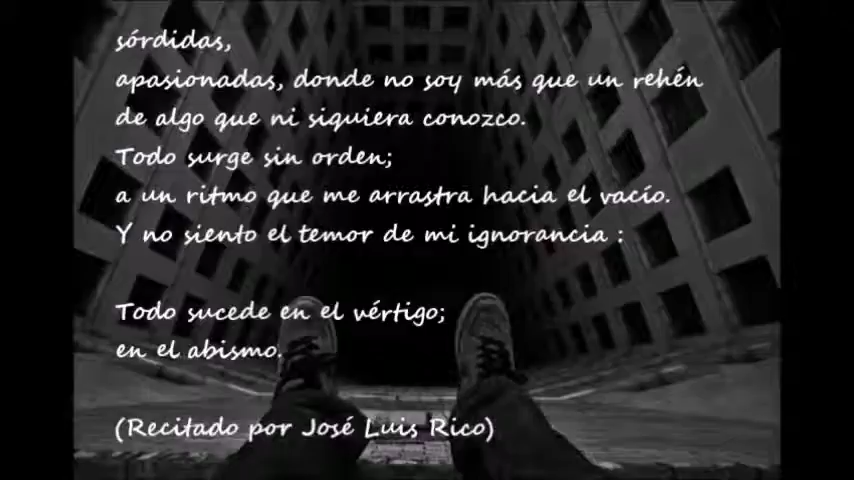 sórdidas,
apasionadas, donde no soy más que un rehén
de algo que ni siquiera conozco.
Todo surge sin orden;
a un ritmo que me arrastra hacia el vacío.
Y no siento el temor de mi ignorancia :
Todo sucede en el vértigo;
en el abismo.
(Recitado por José Luis Rico)